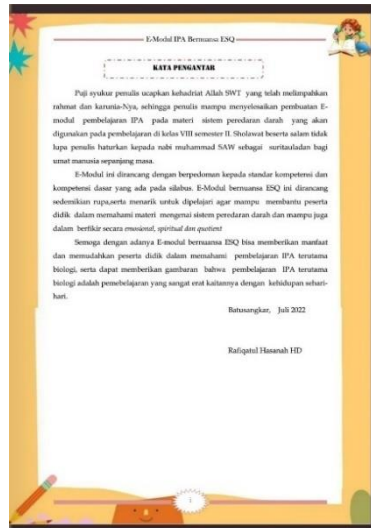 E-Modul IPA Bernuansa ESQ
KATA PENGANTAR
Puji syukur penulis ucapkan kehadriat Allah SWT yang telah melimpahkan
rahmat dan karunia-Nya, sehingga penulis mampu menyelesaikan pembuatan E-
modul pembelajaran IPA pada materi sistem peredaran darah yang akan
digunakan pada pembelajaran di kelas VIII semester II. Sholawat beserta salam tidak
lupa penulis haturkan kepada nabi muhammad SAW sebagai suritauladan bagi
umat manusia sepanjang masa.
E-Modul ini dirancang dengan berpedoman kepada standar kompetensi dan
kompetensi dasar yang ada pada silabus. E-Modul bernuansa ESQ ini dirancang
sedemikian rupa,serta menarik untuk dipelajari agar mampu membantu peserta
didik dalam memahami materi mengenai sistem peredaran darah dan mampu juga
dalam berfikir secara emosional, spiritual dan quotient
Semoga dengan adanya E-modul bernuansa ESQ bisa memberikan manfaat
dan memudahkan peserta didik dalam memahami pembelajaran IPA terutama
biologi, serta dapat memberikan gambaran bahwa pembelajaran IPA terutama
biologi adalah pemebelajaran yang sangat erat kaitannya dengan kehidupan sehari-
hari.
Batusangkar, Juli 2022
Rafiqatul Hasanah HD